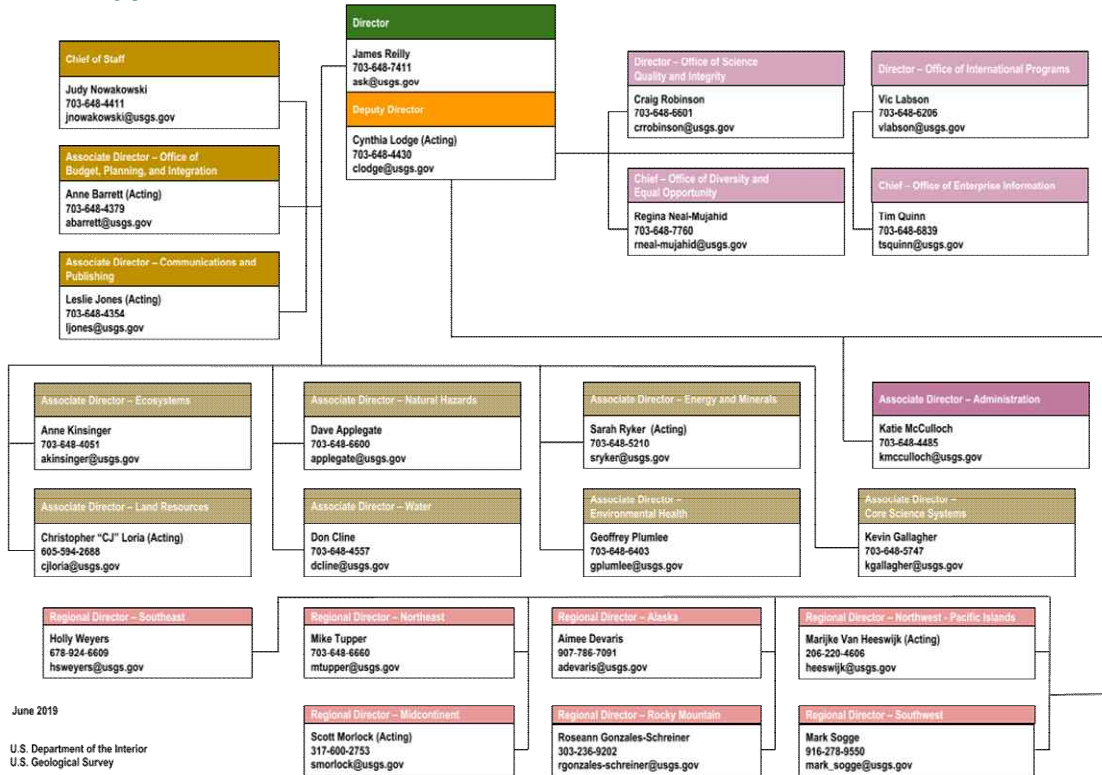 Director
James Reilly
703-648-7411
ask@usgs.gov
Deputy Director
Cynthia Lodge (Acting)
703-648-4430
clodge@usgs.gov
Chief of Staff
Judy Nowakowski
703-648-4411
jnowakowski@usgs.gov
Associate Director – Office of
Budget, Planning, and Integration
Anne Barrett (Acting)
703-648-4379
abarrett@usgs.gov
Associate Director – Communications and
Publishing
Leslie Jones (Acting)
703-648-4354
ljones@usgs.gov
Director – Office of Science
Quality and Integrity
Craig Robinson
703-648-6601
crrobinson@usgs.gov
Director – Office of International Programs
Vic Labson
703-648-6206
vlabson@usgs.gov
Chief – Office of Diversity and
Equal Opportunity
Regina Neal-Mujahid
703-648-7760
rneal-mujahid@usgs.gov
Chief – Office of Enterprise Information
Tim Quinn
703-648-6839
tsquinn@usgs.gov
Associate Director – Ecosystems
Anne Kinsinger
703-648-4051
akinsinger@usgs.gov
Associate Director – Natural Hazards
Dave Applegate
703-648-6600
applegate@usgs.gov
Associate Director – Energy and Minerals
Sarah Ryker (Acting)
703-648-5210
sryker@usgs.gov
Associate Director – Administration
Katie McCulloch
703-648-4485
kmcculloch@usgs.gov
Associate Director – Land Resources
Christopher “CJ” Loria (Acting)
605-594-2688
cjloria@usgs.gov
Associate Director – Water
Don Cline
703-648-4557
dcline@usgs.gov
Associate Director –
Environmental Health
Geoffrey Plumlee
703-648-6403
gplumlee@usgs.gov
Associate Director –
Core Science Systems
Kevin Gallagher
703-648-5747
kgallagher@usgs.gov
Regional Director – Southeast
Holly Weyers
678-924-6609
hsweyers@usgs.gov
Regional Director – Northeast
Mike Tupper
703-648-6660
mtupper@usgs.gov
Regional Director – Alaska
Aimee Devaris
907-786-7091
adevaris@usgs.gov
Regional Director – Northwest - Pacific Islands
Marijke Van Heeswijk (Acting)
206-220-4606
heeswijk@usgs.gov
Regional Director – Midcontinent
Scott Morlock (Acting)
317-600-2753
smorlock@usgs.gov
Regional Director – Rocky Mountain
Roseann Gonzales-Schreiner
303-236-9202
rgonzales-schreiner@usgs.gov
Regional Director – Southwest
Mark Sogge
916-278-9550
mark_sogge@usgs.gov
June 2019
U.S. Department of the Interior
U.S. Geological Survey